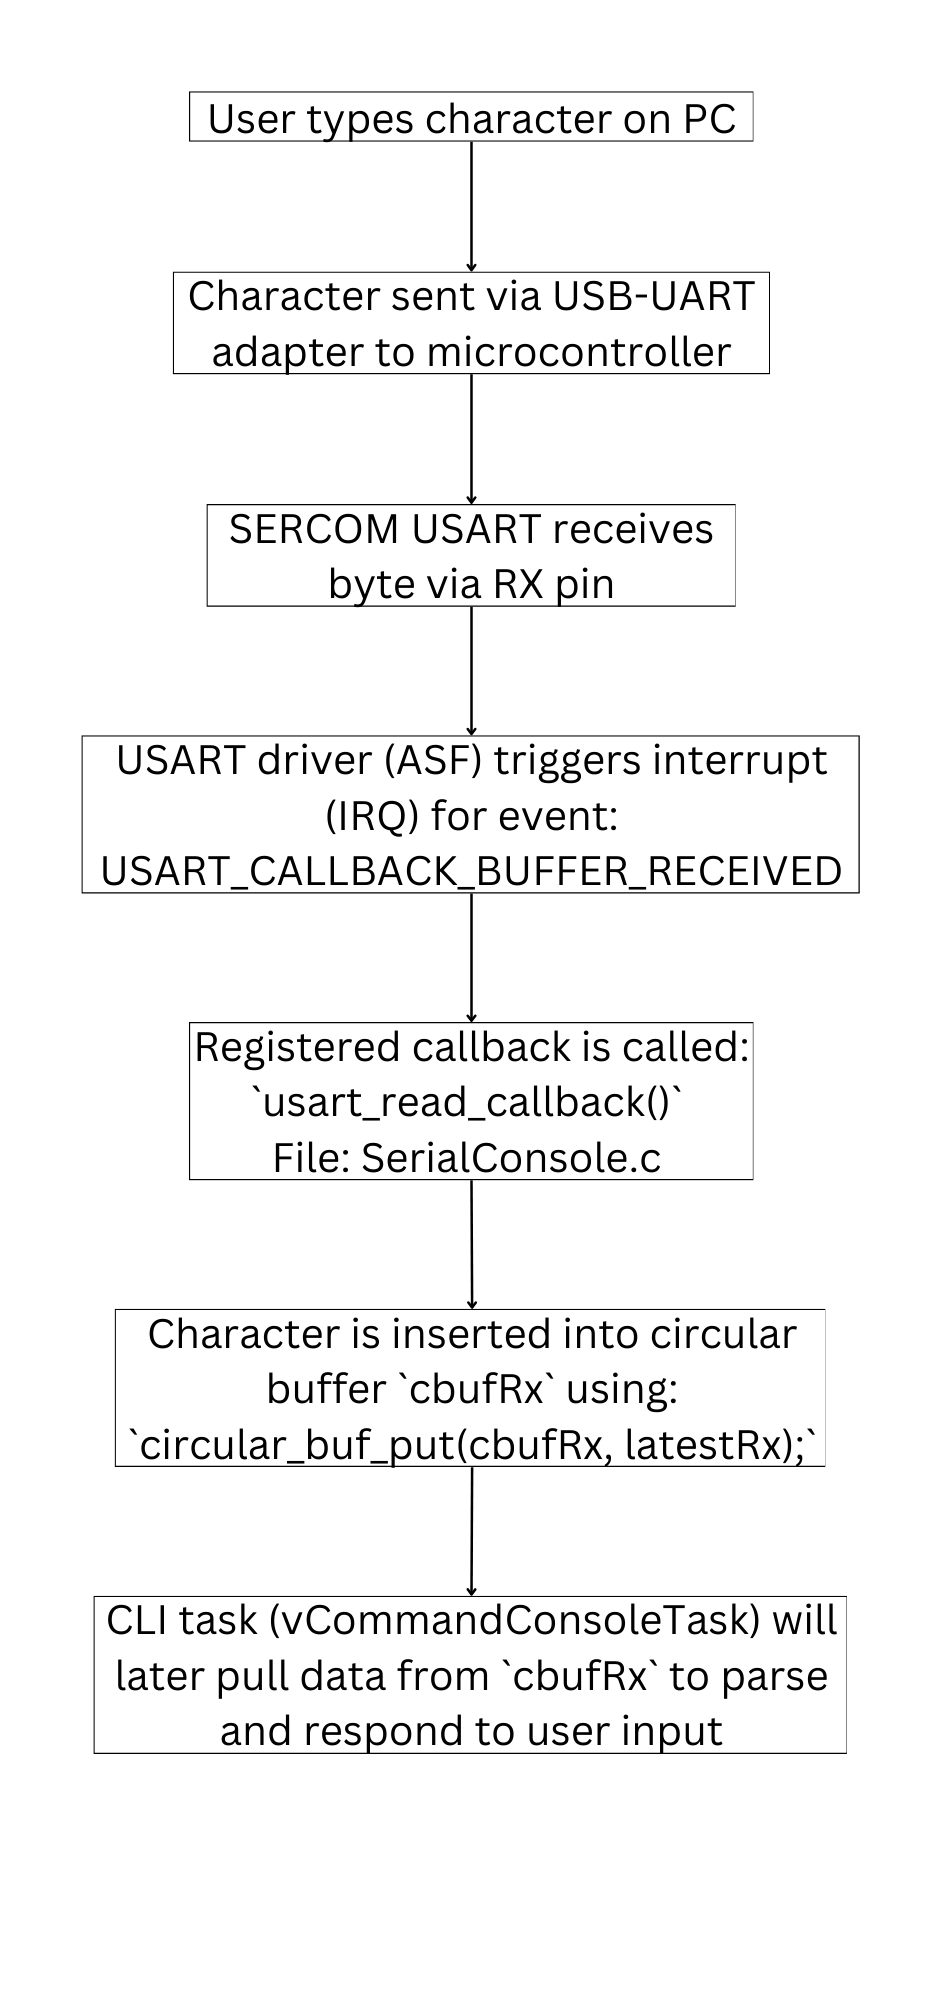 User types character on PC
Character sent via USB-UART
adapter to microcontroller
SERCOM USART receives
byte via RX pin
USART driver (ASF) triggers interrupt
(IRQ) for event:
USART_CALLBACK_BUFFER_RECEIVED
Registered callback is called:
`usart_read_callback()`
File: SerialConsole.c
Character is inserted into circular
buffer `cbufRx` using:
`circular_buf_put(cbufRx, latestRx);`
CLI task (vCommandConsoleTask) will
later pull data from `cbufRx` to parse
and respond to user input